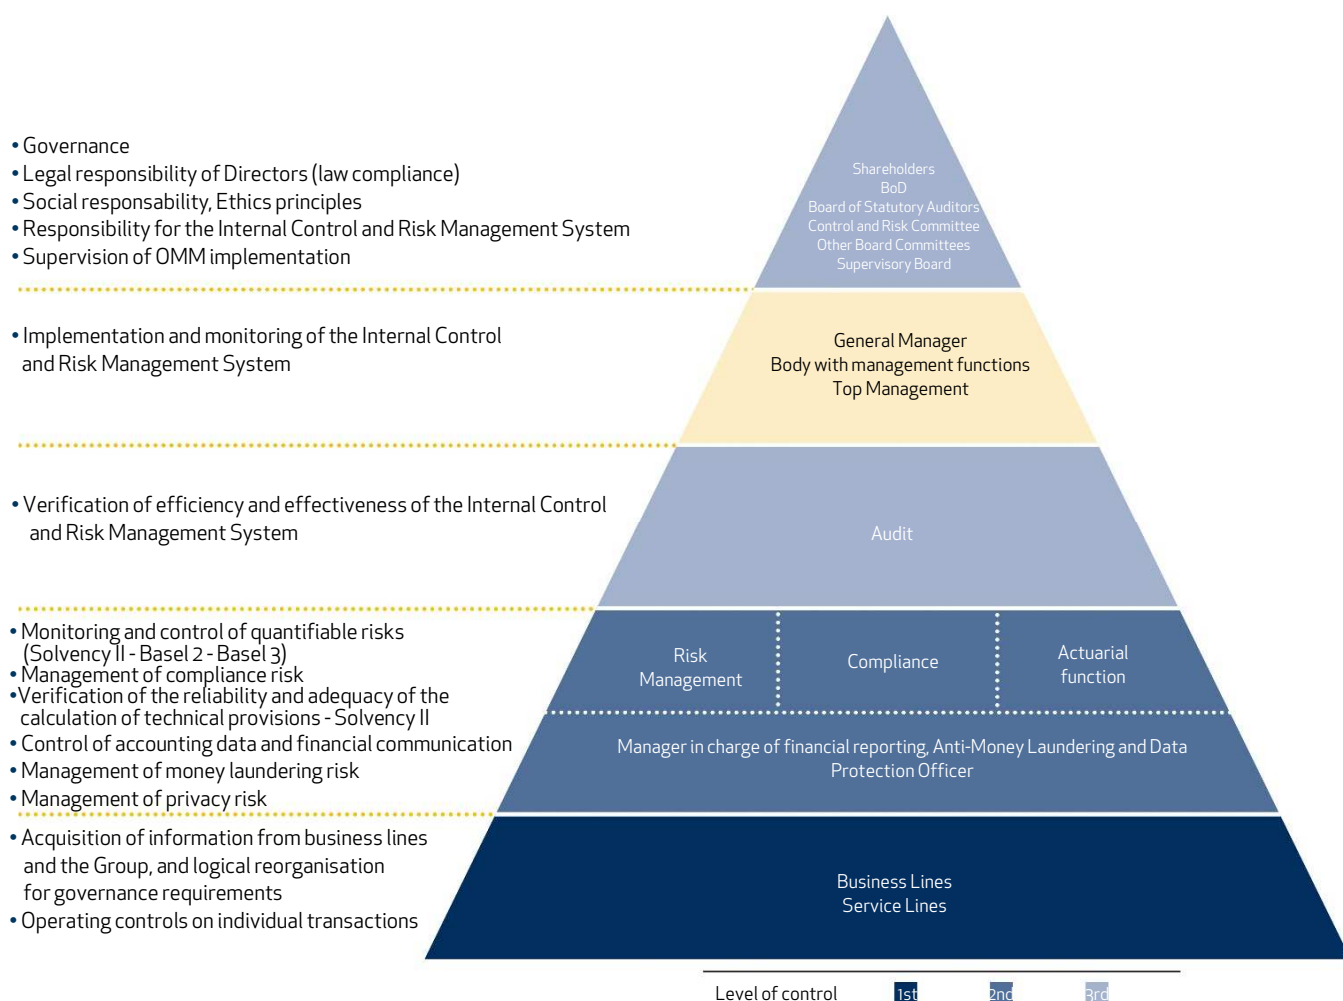 • Governance
• Legal responsibility of Directors (law compliance)
• Social responsability, Ethics principles
• Responsibility for the Internal Control and Risk Management System
• Supervision of OMM implementation
Shareholders
BoD
Board of Statutory Auditors
Control and Risk Committee
Other Board Committees
Supervisory Board
• Implementation and monitoring of the Internal Control
and Risk Management System
General Manager
Body with management functions
Top Management
• Verification of efficiency and effectiveness of the Internal Control
and Risk Management System
Audit
• Monitoring and control of quantifiable risks
(Solvency II - Basel 2 - Basel 3)
• Management of compliance risk
• Verification of the reliability and adequacy of the
calculation of technical provisions - Solvency II
• Control of accounting data and financial communication
• Management of money laundering risk
• Management of privacy risk
Risk
Management
Compliance
Actuarial
function
Manager in charge of financial reporting, Anti-Money Laundering and Data
Protection Officer
• Acquisition of information from business lines
and the Group, and logical reorganisation
for governance requirements
• Operating controls on individual transactions
Business Lines
Service Lines
Level of control 1st 2nd 3rd